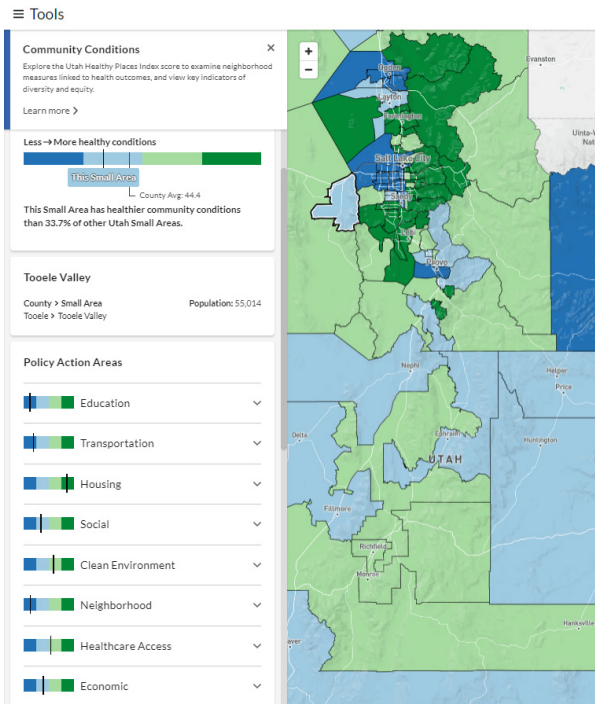 ≡ Tools
Community Conditions
×
Explore the Utah Healthy Places Index score to examine neighborhood
measures linked to health outcomes, and view key indicators of
diversity and equity.
Learn more >
Less → More healthy conditions
This Small Area
County Avg: 44.4
This Small Area has healthier community conditions
than 33.7% of other Utah Small Areas.
Tooele Valley
County > Small Area
Population: 55,014
Tooele > Tooele Valley
Policy Action Areas
Education
Transportation
Housing
Social
Clean Environment
Neighborhood
Healthcare Access
Economic
+
−
Evanston
Ogden
Layton
Farmington
Uinta-W
Nat
Salt Lake City
Sandy
Lehi
Provo
Nephi
Helper
Price
Delta
Ephraim
Huntington
UTAH
Fillmore
Richfield
Monroe
Hanksville
aver